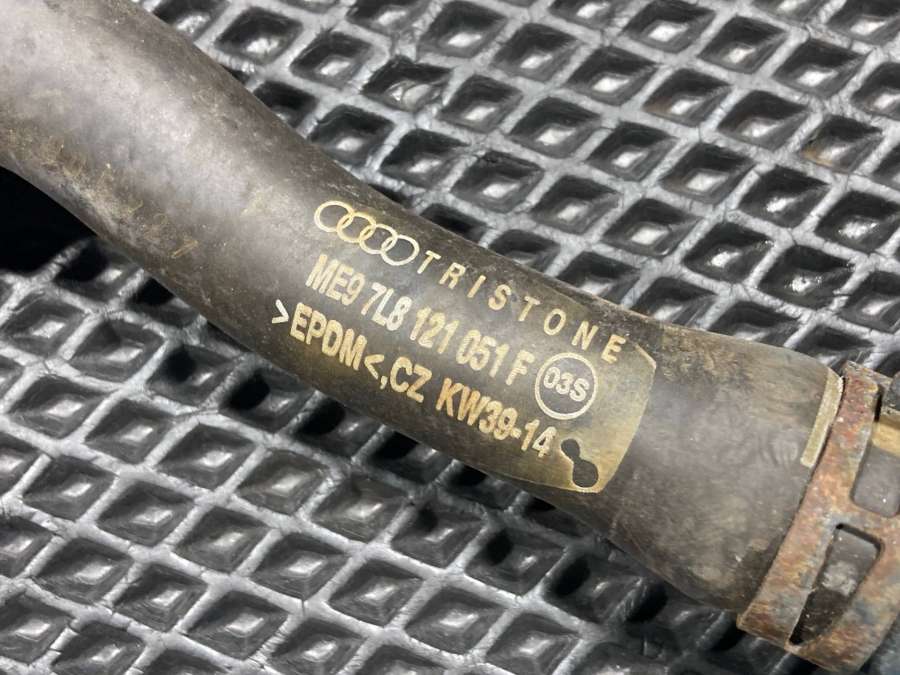 TRISTONE
ME9 7L8 121 051 F
03S
>EPDM<,CZ KW39-14